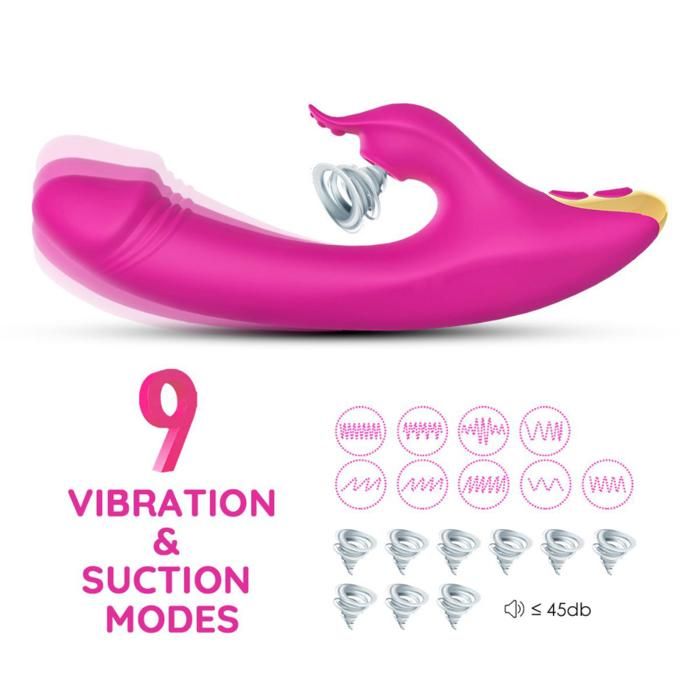 9
VIBRATION
&
SUCTION
MODES
≤ 45db